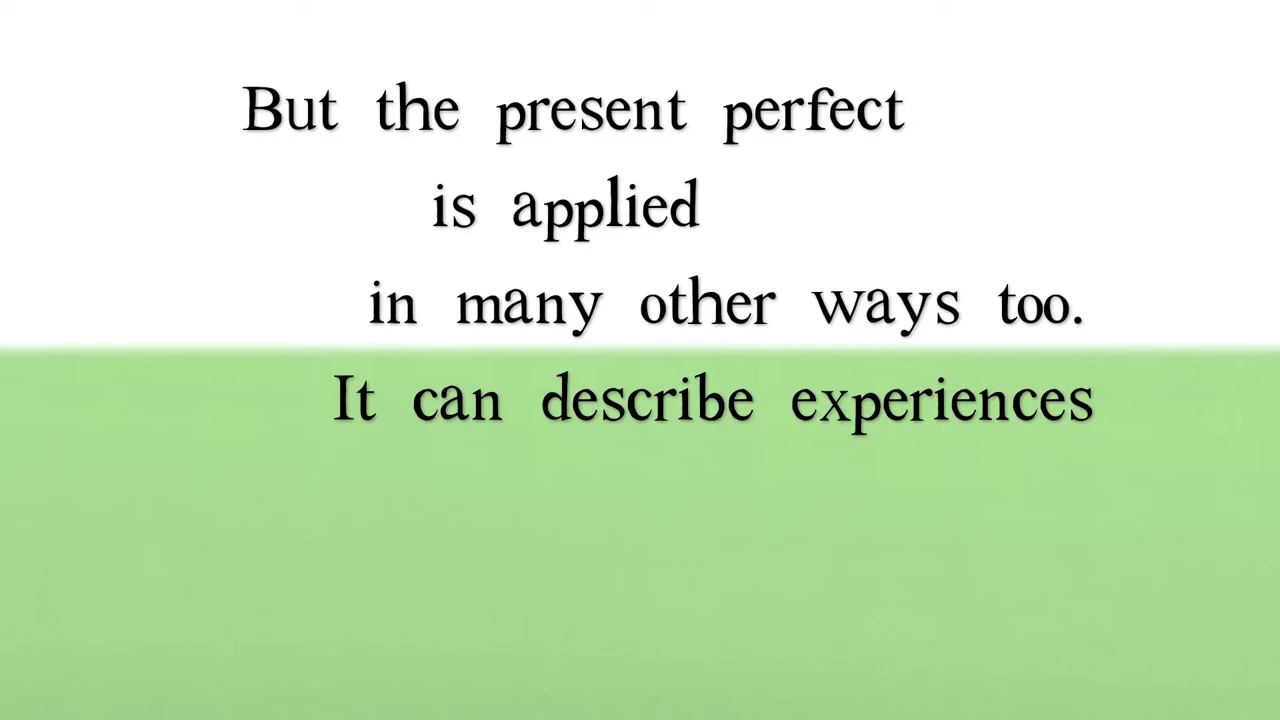 But the present perfect
is applied
in many other ways too.
It can describe experiences